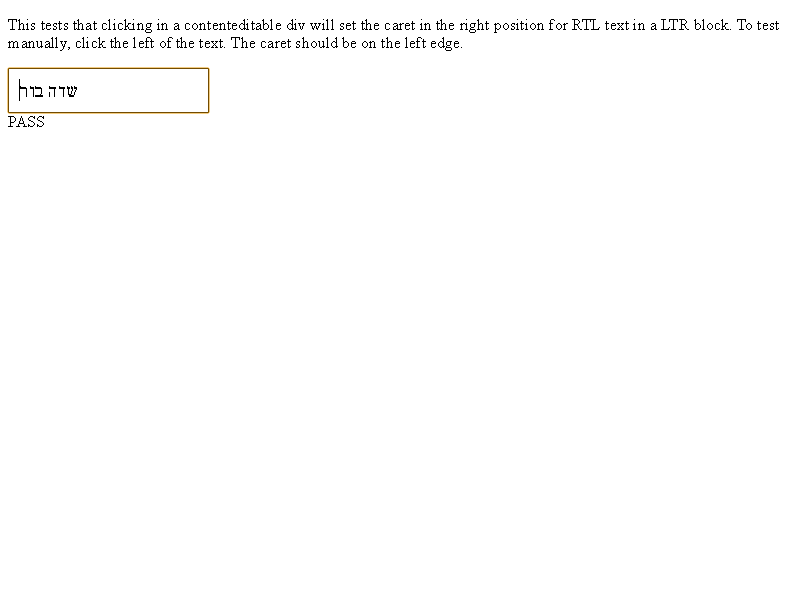 This tests that clicking in a contenteditable div will set the caret in the right position for RTL text in a LTR block. To test
manually, click the left of the text. The caret should be on the left edge.
שדה בור
PASS